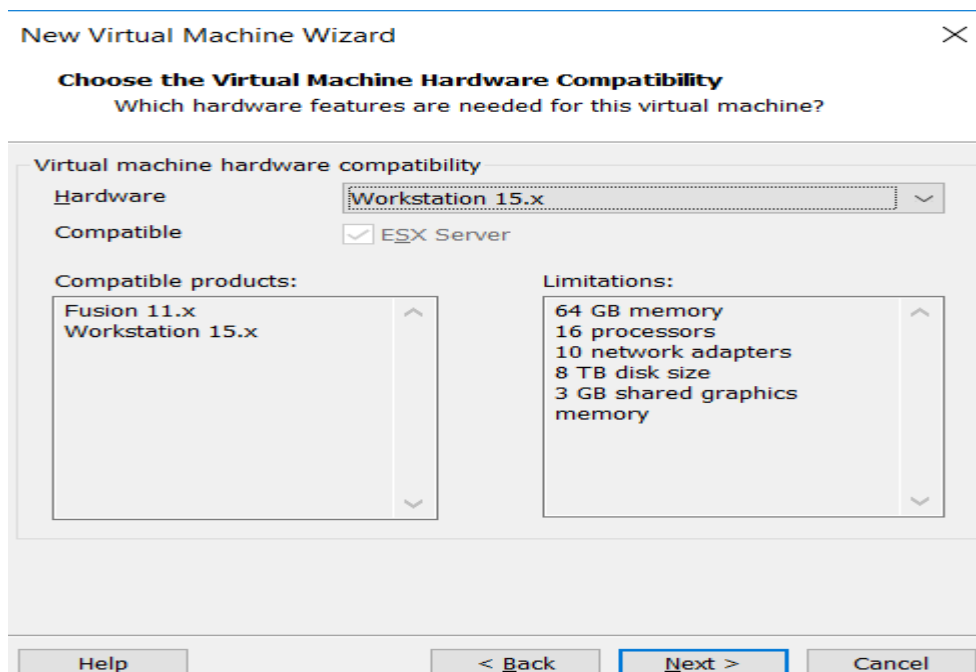 New Virtual Machine Wizard
Choose the Virtual Machine Hardware Compatibility
Which hardware features are needed for this virtual machine?
Virtual machine hardware compatibility
Hardware
Workstation 15.x
Compatible
ESX Server
Compatible products:
Fusion 11.x
Workstation 15.x
Limitations:
64 GB memory
16 processors
10 network adapters
8 TB disk size
3 GB shared graphics
memory
Help
< Back
Next >
Cancel